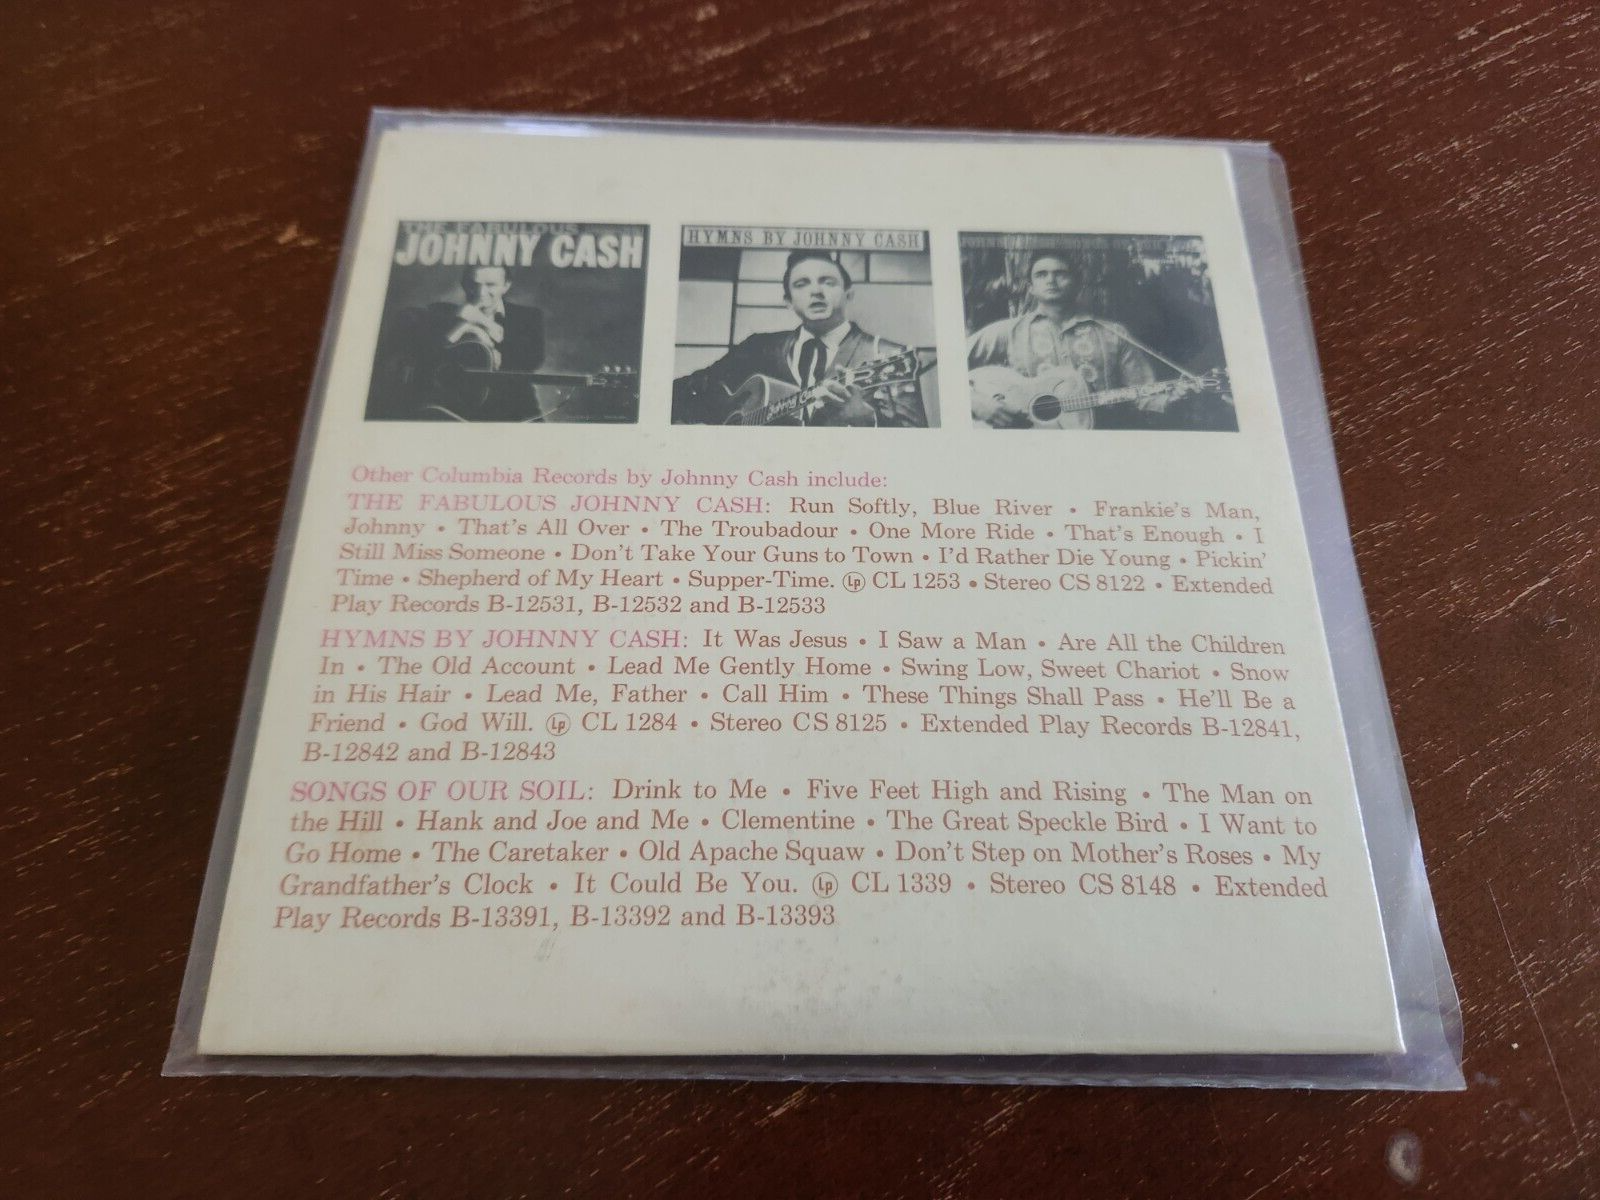 THE FABULOUS
JOHNNY CASH
HYMNS BY JOHNNY CASH
Other Columbia Records by Johnny Cash include:
THE FABULOUS JOHNNY CASH: Run Softly, Blue River • Frankie's Man,
Johnny • That's All Over • The Troubadour • One More Ride • That's Enough • I
Still Miss Someone • Don't Take Your Guns to Town • I'd Rather Die Young • Pickin'
Time • Shepherd of My Heart • Supper-Time. Lp CL 1253 • Stereo CS 8122 • Extended
Play Records B-12531, B-12532 and B-12533
HYMNS BY JOHNNY CASH: It Was Jesus • I Saw a Man • Are All the Children
In • The Old Account • Lead Me Gently Home • Swing Low, Sweet Chariot • Snow
in His Hair • Lead Me, Father • Call Him • These Things Shall Pass • He'll Be a
Friend • God Will. Lp CL 1284 • Stereo CS 8125 • Extended Play Records B-12841,
B-12842 and B-12843
SONGS OF OUR SOIL: Drink to Me • Five Feet High and Rising • The Man on
the Hill • Hank and Joe and Me • Clementine • The Great Speckle Bird • I Want to
Go Home • The Caretaker • Old Apache Squaw • Don't Step on Mother's Roses • My
Grandfather's Clock • It Could Be You. Lp CL 1339 • Stereo CS 8148 • Extended
Play Records B-13391, B-13392 and B-13393